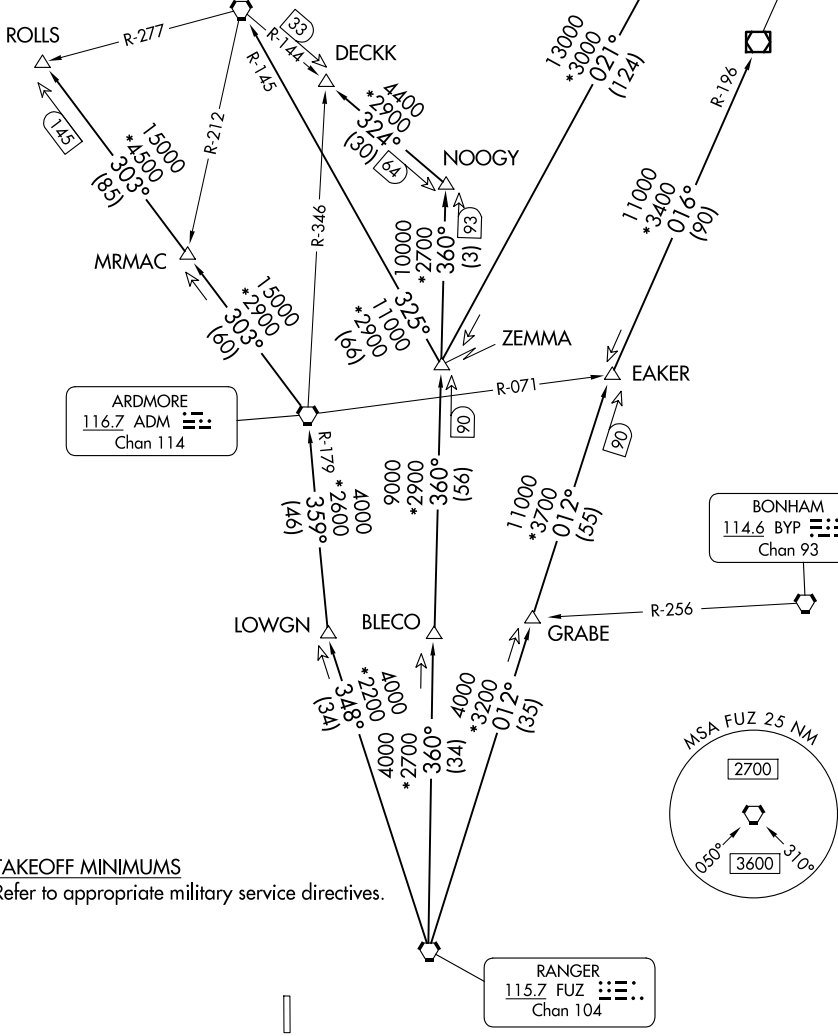 ROLLS
R-277
33
R-144
DECKK
R-145
13000
*3000
021°
(124)
R-196
145
15000
*4500
303°
(85)
R-212
4400
*2900
324°
(30)
64
NOOGY
93
R-346
10000
*2700
360°
(3)
11000
*3400
016°
(90)
MRMAC
15000
*2900
303°
(60)
325°
11000
*2900
(66)
ZEMMA
EAKER
R-071
ARDMORE
116.7 ADM
Chan 114
90
90
R-179
4000
*2600
359°
(46)
9000
*2900
360°
(56)
11000
*3700
012°
(55)
BONHAM
114.6 BYP
Chan 93
R-256
LOWGN
BLECO
GRABE
4000
*2200
348°
(34)
4000
*2700
360°
(34)
4000
*3200
012°
(35)
MSA FUZ 25 NM
2700
050°
310°
3600
TAKEOFF MINIMUMS
Refer to appropriate military service directives.
RANGER
115.7 FUZ
Chan 104